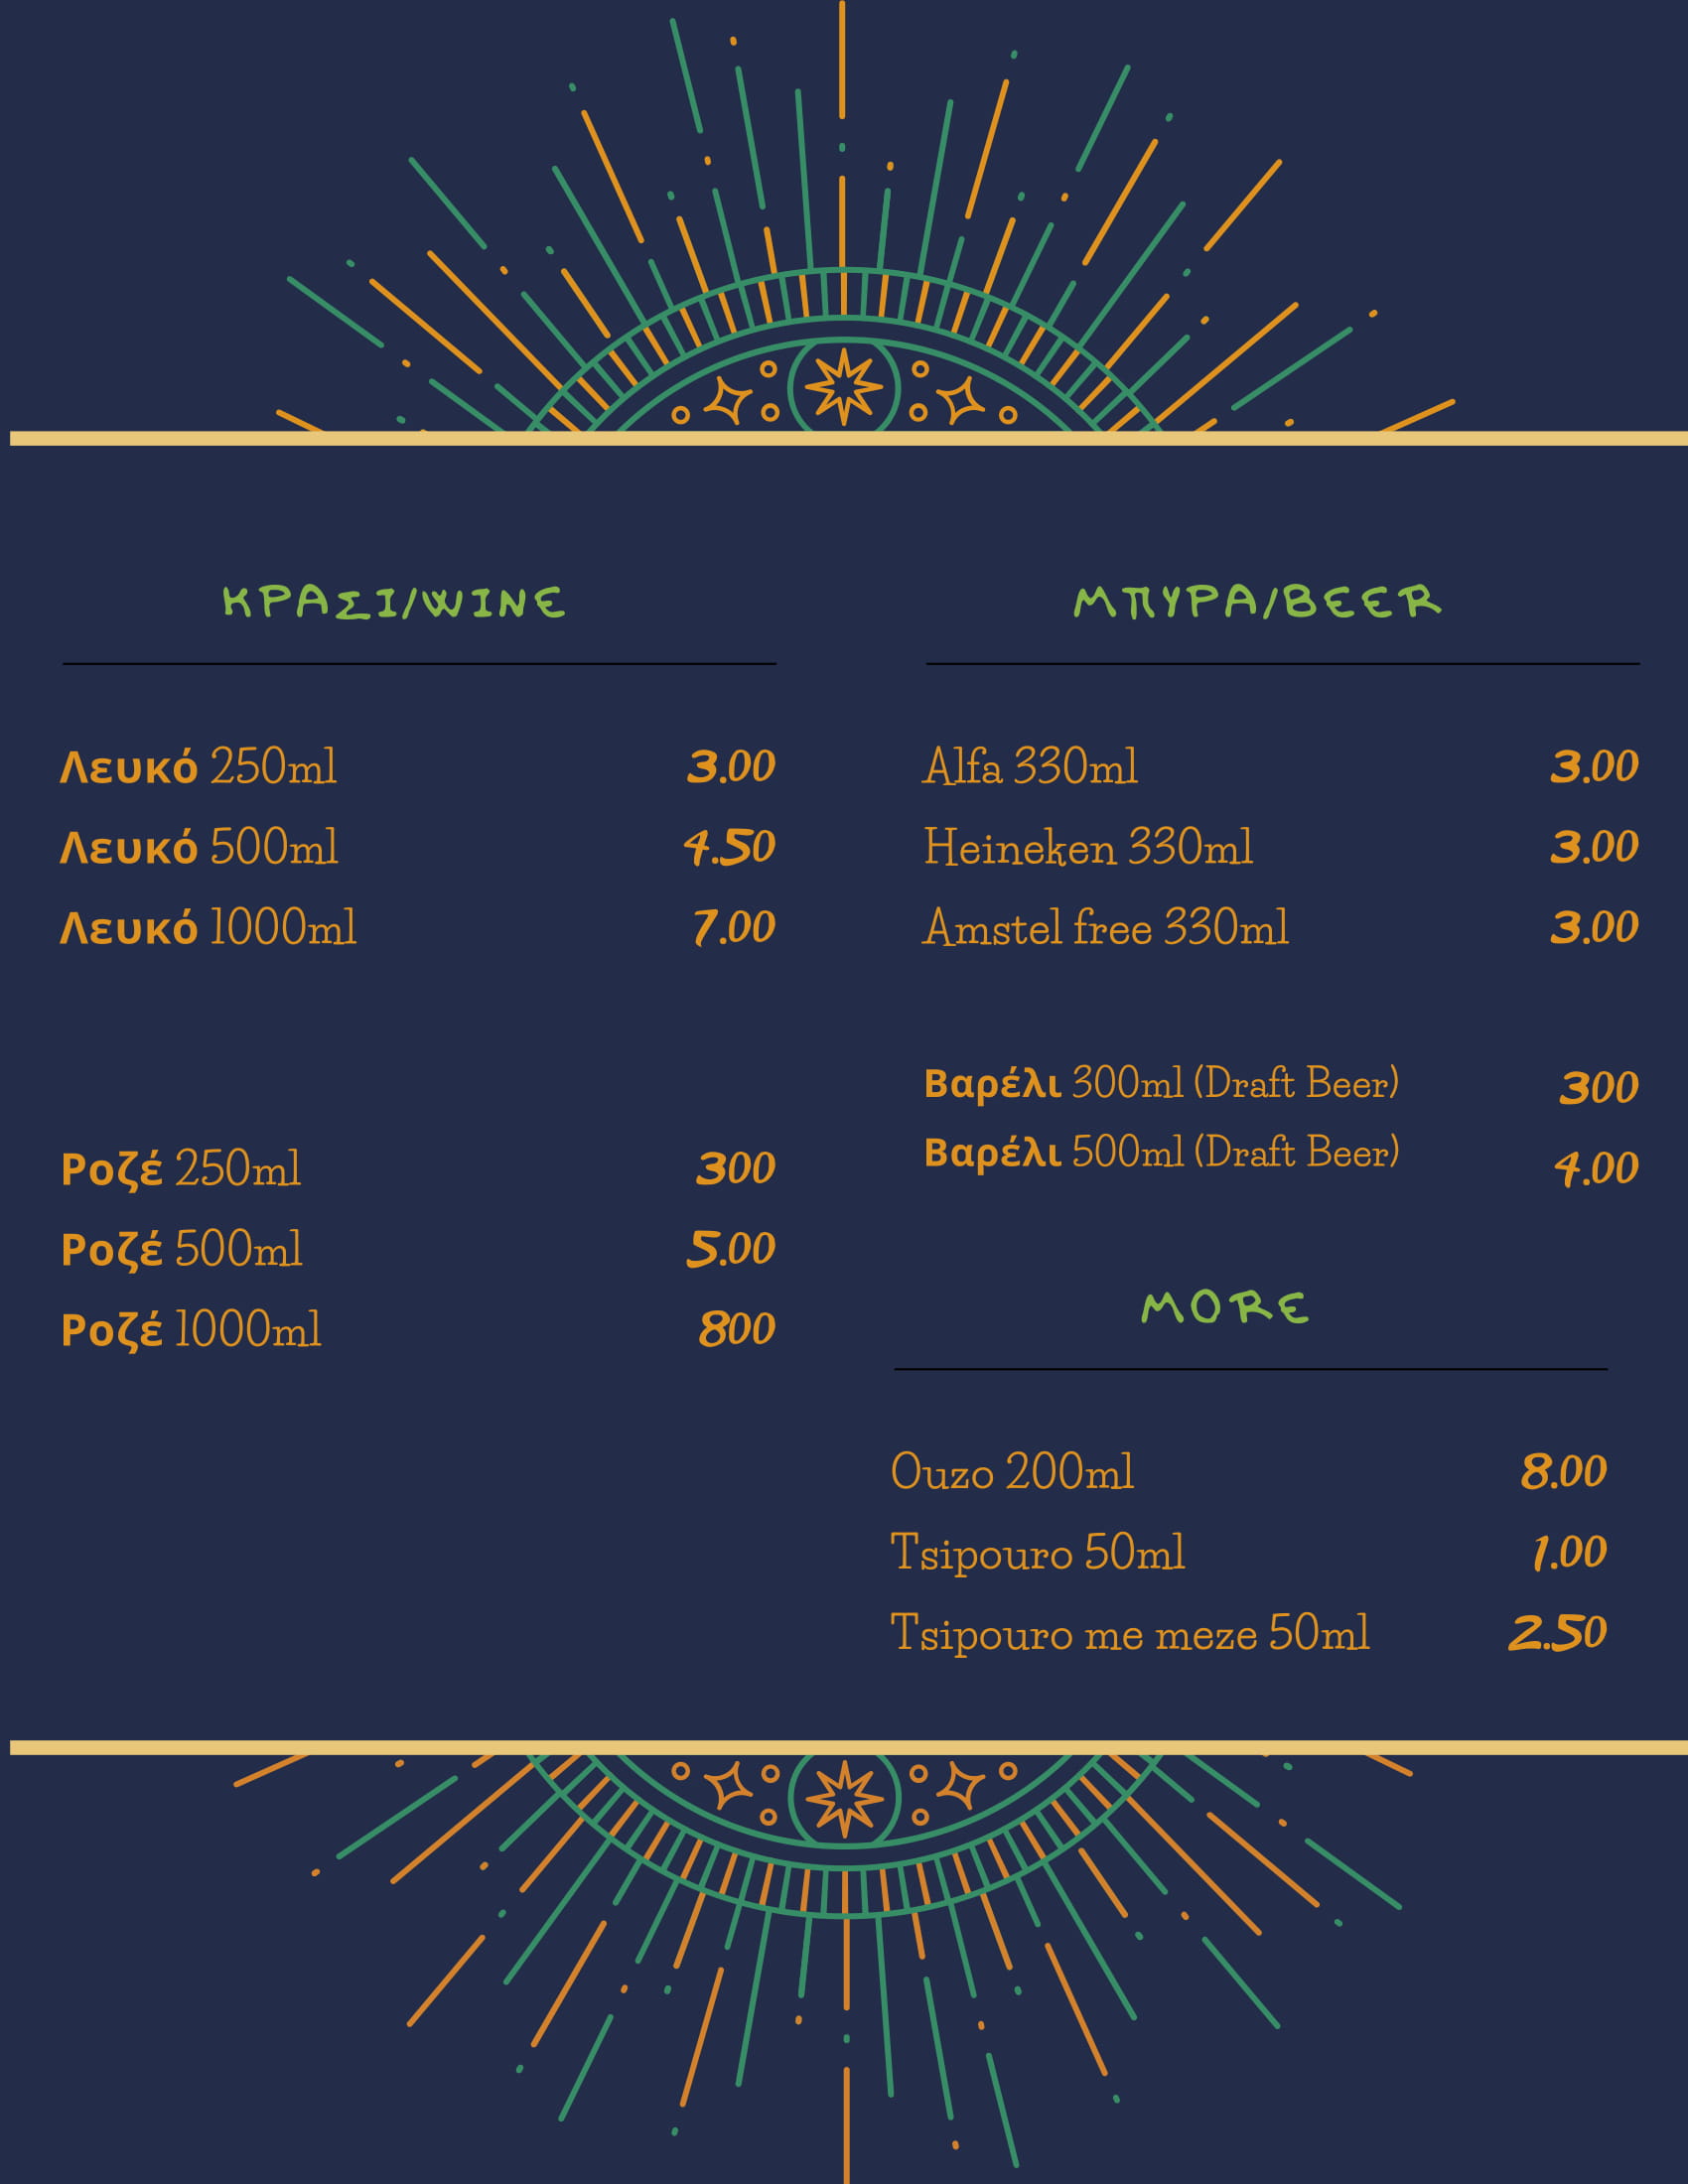 ΚΡΑΣΙ/WINE
Λευκό 250ml 3.00
Λευκό 500ml 4.50
Λευκό 1000ml 7.00
Ροζέ 250ml 300
Ροζέ 500ml 5.00
Ροζέ 1000ml 800
ΜΠΥΡΑ/BEER
Alfa 330ml 3.00
Heineken 330ml 3.00
Amstel free 330ml 3.00
Βαρέλι 300ml (Draft Beer) 300
Βαρέλι 500ml (Draft Beer) 4.00
MORE
Ouzo 200ml 8.00
Tsipouro 50ml 1.00
Tsipouro me meze 50ml 2.50